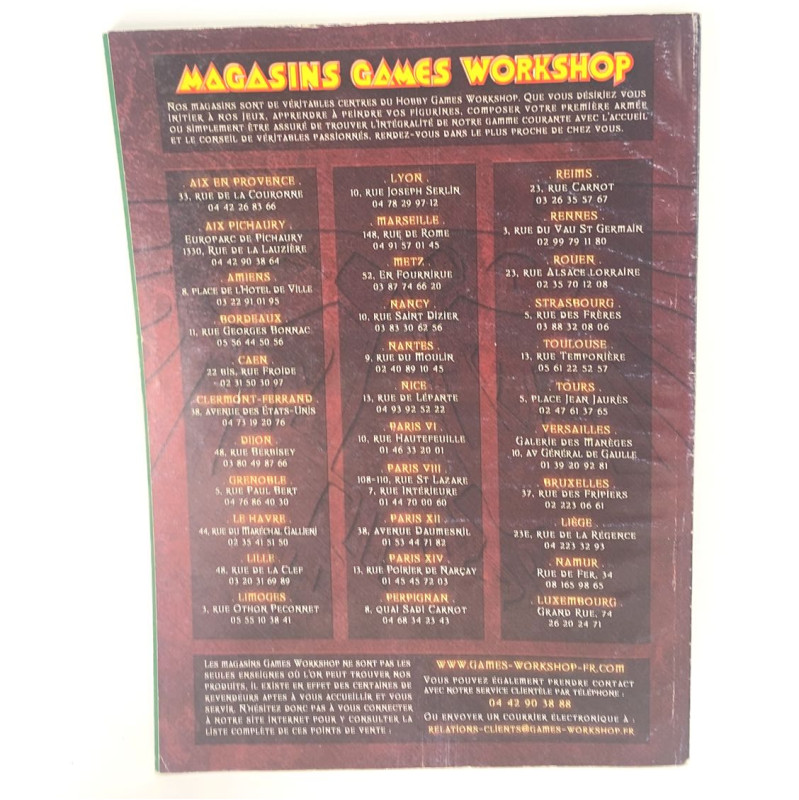 MAGASINS GAMES WORKSHOP
NOS MAGASINS SONT DE VÉRITABLES CENTRES DU HOBBY GAMES WORKSHOP. QUE VOUS DÉSIRIEZ VOUS
INITIER À NOS JEUX, APPRENDRE À PEINDRE VOS FIGURINES, COMPOSER VOTRE PREMIÈRE ARMÉE
OU SIMPLEMENT ÊTRE ASSURÉ DE TROUVER L'INTÉGRALITÉ DE NOTRE GAMME COURANTE AVEC L'ACCUEIL
ET LE CONSEIL DE VÉRITABLES PASSIONNÉS, RENDEZ-VOUS DANS LE PLUS PROCHE DE CHEZ VOUS.
. AIX EN PROVENCE .
33, RUE DE LA COURONNE
04 42 26 83 66
. AIX PICHAURY .
EUROPARC DE PICHAURY
1330, RUE DE LA LAUZIÈRE
04 42 90 38 64
. AMIENS .
8, PLACE DE L'HOTEL DE VILLE
03 22 91 01 95
. BORDEAUX .
11, RUE GEORGES BONNAC
05 56 44 50 56
. CAEN .
22 BIS, RUE FROIDE
02 31 50 30 97
. CLERMONT-FERRAND .
38, AVENUE DES ÉTATS-UNIS
04 73 19 20 76
. DIJON .
48, RUE BERBISEY
03 80 49 87 66
. GRENOBLE .
5, RUE PAUL BERT
04 76 86 40 30
. LE HAVRE .
44, RUE DU MARÉCHAL GALLIENI
02 35 41 51 50
. LILLE .
48, RUE DE LA CLEF
03 20 31 69 89
. LIMOGES .
3, RUE OTHON PECONNET
05 55 10 38 41
. LYON .
10, RUE JOSEPH SERLIN
04 78 29 97 12
. MARSEILLE .
148, RUE DE ROME
04 91 57 01 45
. METZ .
52, EN FOURNIRUE
03 87 74 66 20
. NANCY .
10, RUE SAINT DIZIER
03 83 30 62 56
. NANTES .
9, RUE DU MOULIN
02 40 89 10 45
. NICE .
13, RUE DE LÉPANTE
04 93 92 52 22
. PARIS VI .
10, RUE HAUTEFEUILLE
01 46 33 20 01
. PARIS VIII .
108-110, RUE ST LAZARE
7, RUE INTÉRIEURE
01 44 70 00 60
. PARIS XII .
38, AVENUE DAUMESNIL
01 53 44 71 82
. PARIS XIV .
13, RUE POIRIER DE NARÇAY
01 45 45 72 03
. PERPIGNAN .
8, QUAI SADI CARNOT
04 68 34 23 43
. REIMS .
23, RUE CARNOT
03 26 35 57 67
. RENNES .
3, RUE DU VAU ST GERMAIN
02 99 79 11 80
. ROUEN .
23, RUE ALSACE LORRAINE
02 35 70 12 08
. STRASBOURG .
5, RUE DES FRÈRES
03 88 32 08 06
. TOULOUSE .
13, RUE TEMPONIÈRE
05 61 22 52 57
. TOURS .
5, PLACE JEAN JAURÈS
02 47 61 37 65
. VERSAILLES .
GALERIE DES MANÈGES
10, AV GÉNÉRAL DE GAULLE
01 39 20 92 81
. BRUXELLES .
37, RUE DES FRIPIERS
02 223 06 61
. LIÈGE .
23E, RUE DE LA RÉGENCE
04 223 32 93
. NAMUR .
RUE DE FER, 34
08 165 98 65
. LUXEMBOURG .
GRAND RUE, 74
26 20 24 71
LES MAGASINS GAMES WORKSHOP NE SONT PAS LES
SEULES ENSEIGNES OÙ L'ON PEUT TROUVER NOS
PRODUITS, IL EXISTE EN EFFET DES CENTAINES DE
REVENDEURS APTES À VOUS ACCUEILLIR ET VOUS
SERVIR. N'HÉSITEZ DONC PAS À VOUS CONNECTER
À NOTRE SITE INTERNET POUR Y CONSULTER LA
LISTE COMPLÈTE DE CES POINTS DE VENTE :
WWW.GAMES-WORKSHOP-FR.COM
VOUS POUVEZ ÉGALEMENT PRENDRE CONTACT
AVEC NOTRE SERVICE CLIENTÈLE PAR TÉLÉPHONE :
04 42 90 38 88
OU ENVOYER UN COURRIER ÉLECTRONIQUE À :
RELATIONS-CLIENTS@GAMES-WORKSHOP.FR